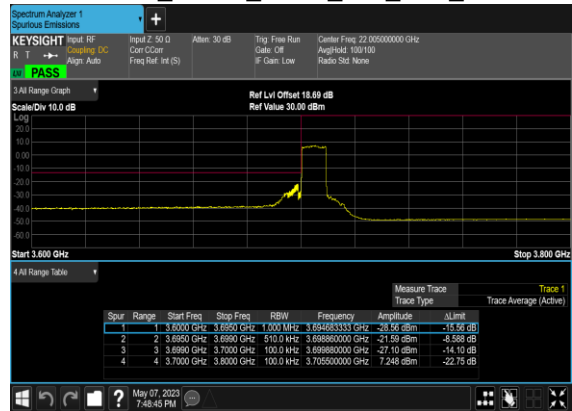 Spectrum Analyzer 1
Spurious Emissions
KEYSIGHT Input: RF Input Z: 50 Ω Atten: 30 dB Trig: Free Run Center Freq: 22.005000000 GHz
R T Coupling: DC Corr CCorr Gate: Off Avg|Hold: 100/100
Align: Auto Freq Ref: Int (S) IF Gain: Low Radio Std: None
PASS
3 All Range Graph
Ref Lvl Offset 18.69 dB
Scale/Div 10.0 dB Ref Value 30.00 dBm
Log
20.0
10.0
0.00
-10.0
-20.0
-30.0
-40.0
-50.0
-60.0
Start 3.600 GHz Stop 3.800 GHz
4 All Range Table
Measure Trace Trace 1
Trace Type Trace Average (Active)
Spur Range Start Freq Stop Freq RBW Frequency Amplitude ΔLimit
1 1 3.6000 GHz 3.6950 GHz 1.000 MHz 3.694683333 GHz -28.56 dBm -15.56 dB
2 2 3.6950 GHz 3.6990 GHz 510.0 kHz 3.698860000 GHz -21.59 dBm -8.588 dB
3 3 3.6990 GHz 3.7000 GHz 100.0 kHz 3.699880000 GHz -27.10 dBm -14.10 dB
4 4 3.7000 GHz 3.8000 GHz 100.0 kHz 3.705500000 GHz 7.248 dBm -22.75 dB
? May 07, 2023
7:48:45 PM